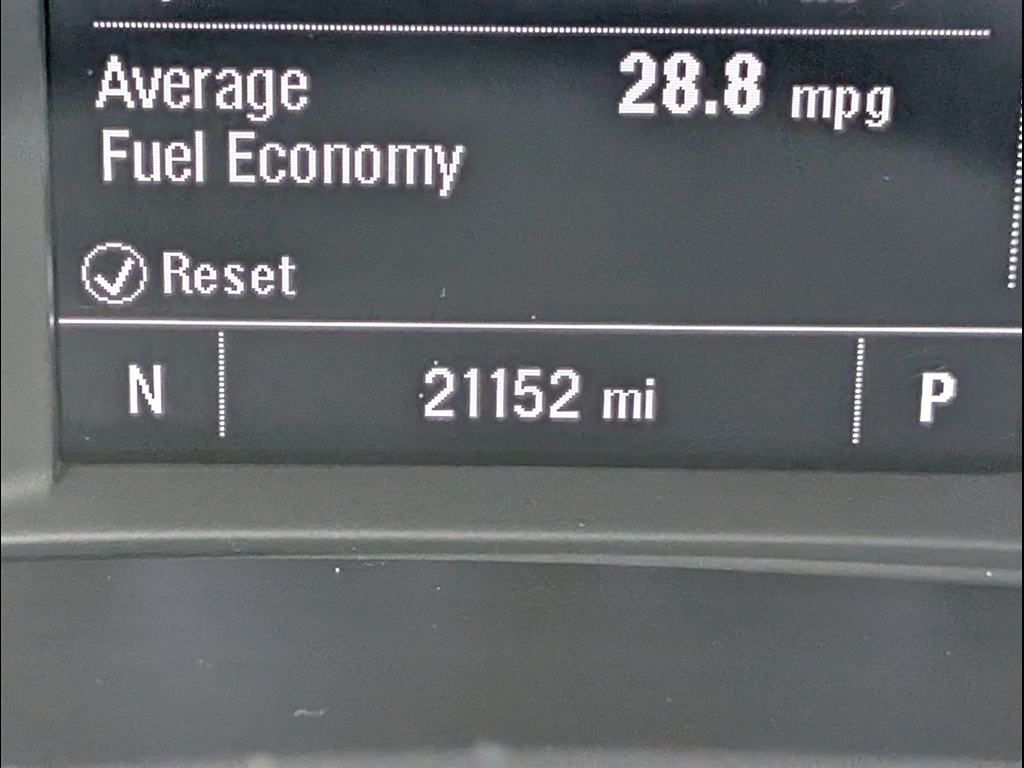 Average 28.8 mpg
Fuel Economy
Reset
N 21152 mi P